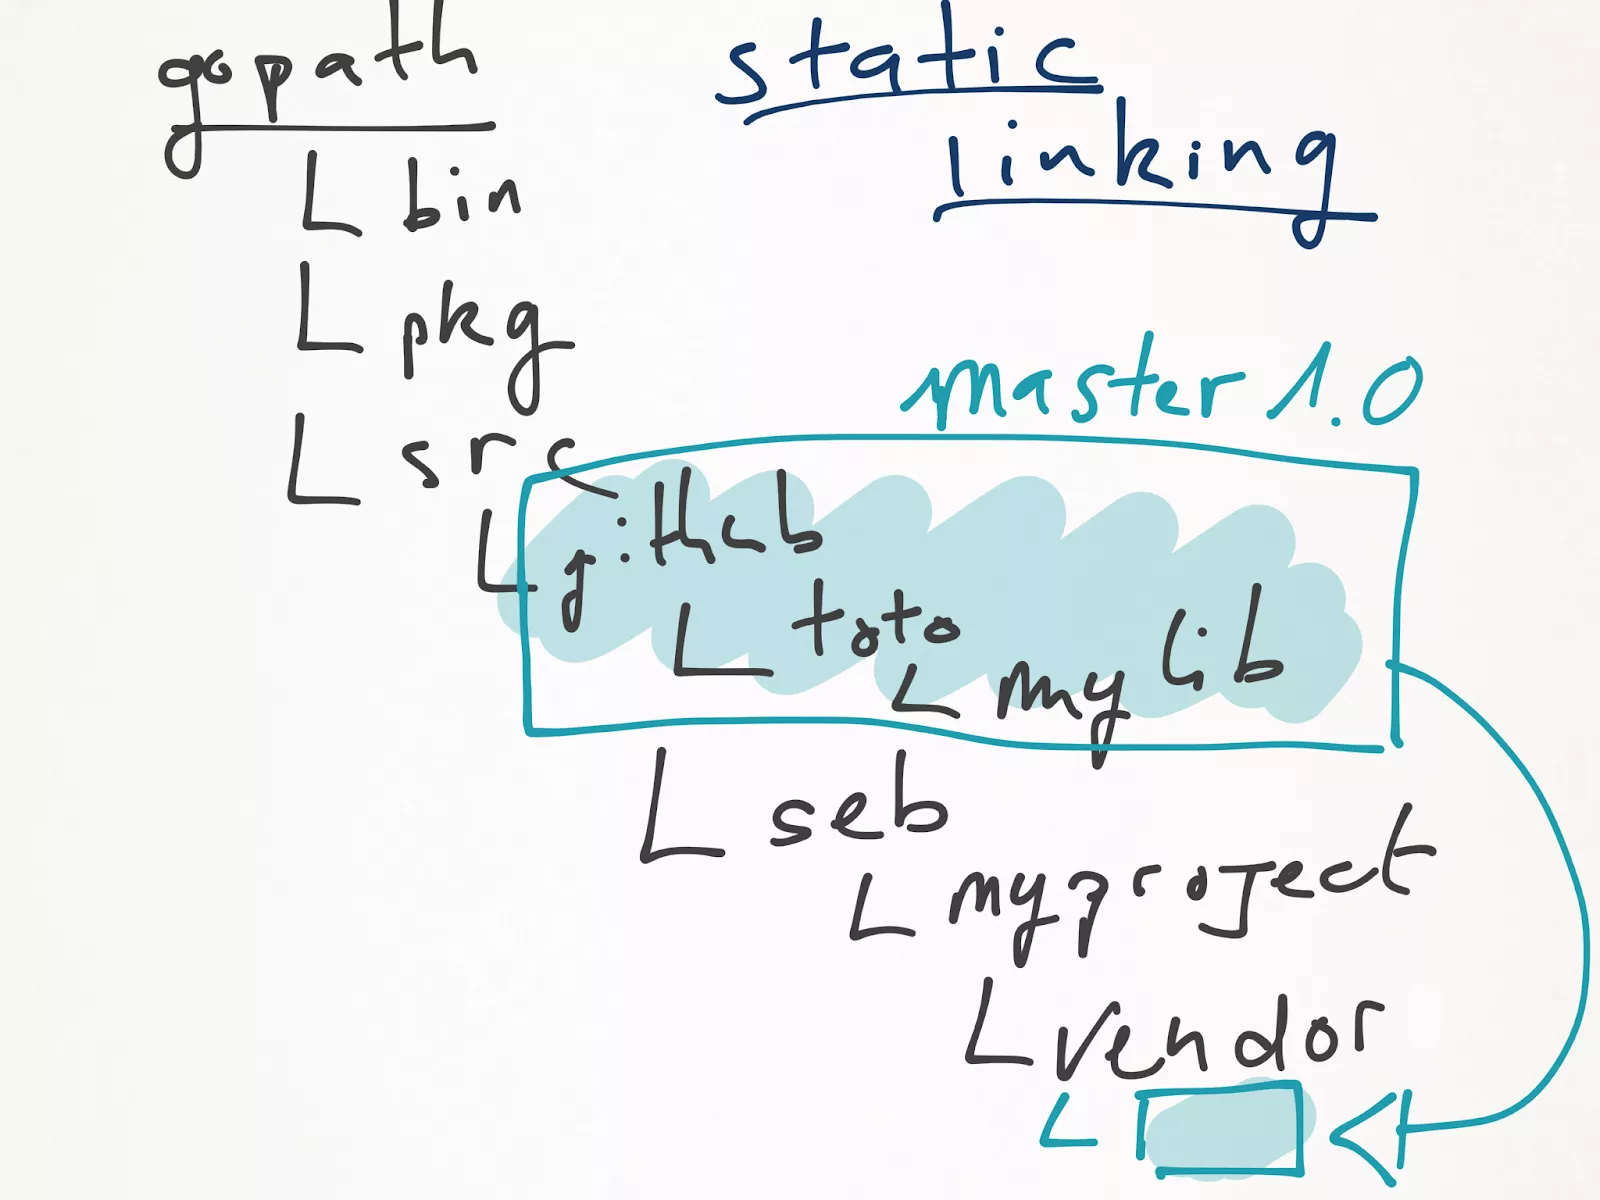 gopath
static
linking
bin
pkg
master 1.0
src
github
toto
mylib
seb
myproject
vendor